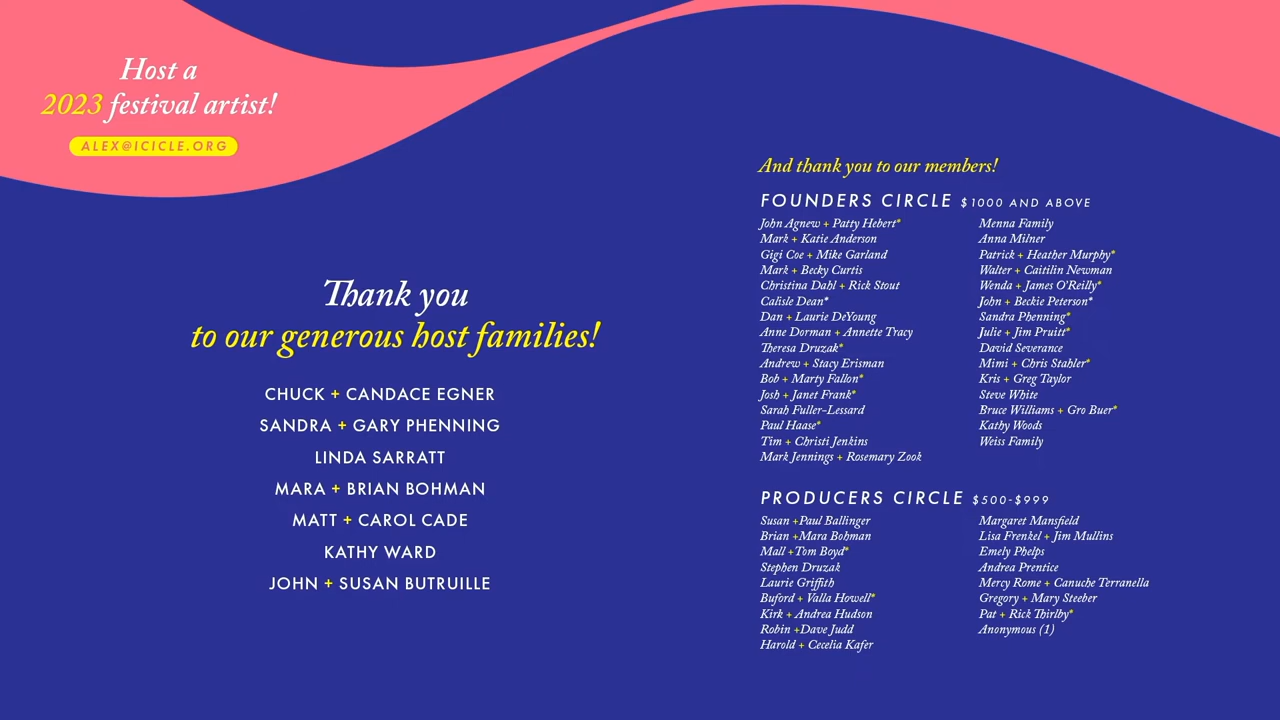 Host a
2023 festival artist!
ALEX@ICICLE.ORG
Thank you
to our generous host families!
CHUCK + CANDACE EGNER
SANDRA + GARY PHENNING
LINDA SARRATT
MARA + BRIAN BOHMAN
MATT + CAROL CADE
KATHY WARD
JOHN + SUSAN BUTRUILLE
And thank you to our members!
FOUNDERS CIRCLE $1000 AND ABOVE
John Agnew + Patty Hebert*
Mark + Katie Anderson
Gigi Coe + Mike Garland
Mark + Becky Curtis
Christina Dahl + Rick Stout
Calisle Dean*
Dan + Laurie DeYoung
Anne Dorman + Annette Tracy
Theresa Druzak*
Andrew + Stacy Erisman
Bob + Marty Fallon*
Josh + Janet Frank*
Sarah Fuller-Lessard
Paul Haase*
Tim + Christi Jenkins
Mark Jennings + Rosemary Zook
Menna Family
Anna Milner
Patrick + Heather Murphy*
Walter + Caitilin Newman
Wenda + James O'Reilly*
John + Beckie Peterson*
Sandra Phenning*
Julie + Jim Pruitt*
David Severance
Mimi + Chris Stahler*
Kris + Greg Taylor
Steve White
Bruce Williams + Gro Buer*
Kathy Woods
Weiss Family
PRODUCERS CIRCLE $500-$999
Susan +Paul Ballinger
Brian +Mara Bohman
Mall +Tom Boyd*
Stephen Druzak
Laurie Griffith
Buford + Valla Howell*
Kirk + Andrea Hudson
Robin +Dave Judd
Harold + Cecelia Kafer
Margaret Mansfield
Lisa Frenkel + Jim Mullins
Emely Phelps
Andrea Prentice
Mercy Rome + Canuche Terranella
Gregory + Mary Steeber
Pat + Rick Thirlby*
Anonymous (1)